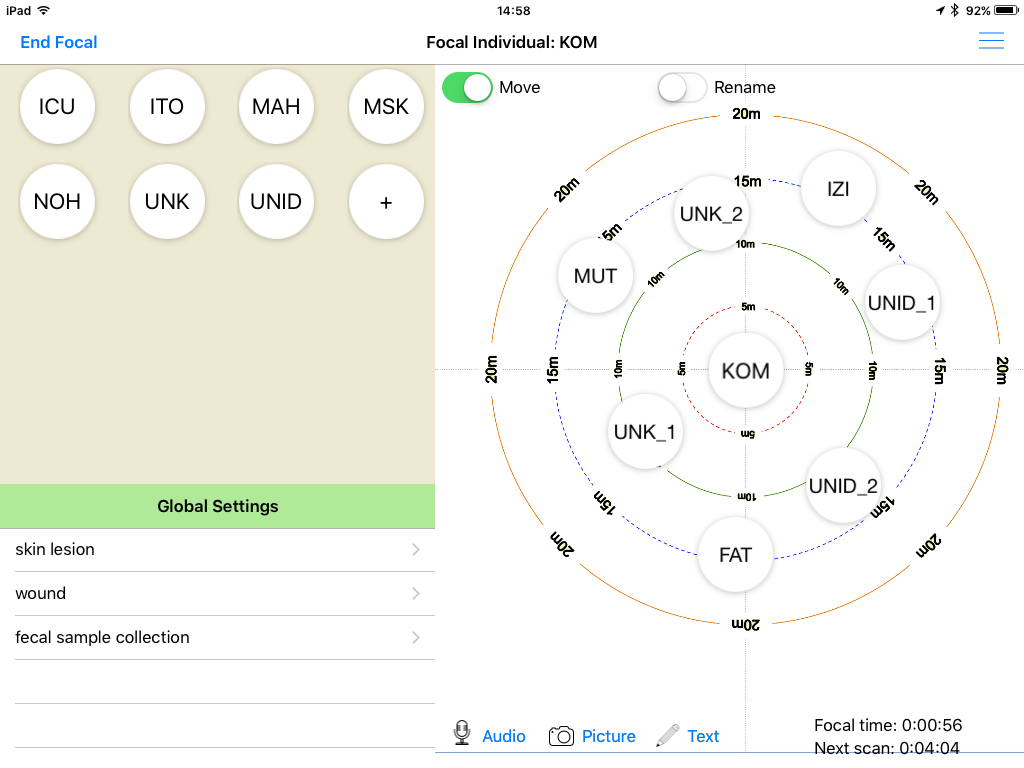 iPad 14:58 92%
End Focal Focal Individual: KOM
ICU ITO MAH MSK
NOH UNK UNID +
Global Settings
skin lesion
wound
fecal sample collection
Move Rename
20m
20m 15m IZI 20m
UNK_2
15m
5m 10m
MUT 10m 10m
UNID_1
5m
20m 15m 10m 5m KOM 5m 10m 15m 20m
UNK_1 5m
UNID_2
10m
15m 15m
20m FAT 20m
20m
Audio Picture Text
Focal time: 0:00:56
Next scan: 0:04:04